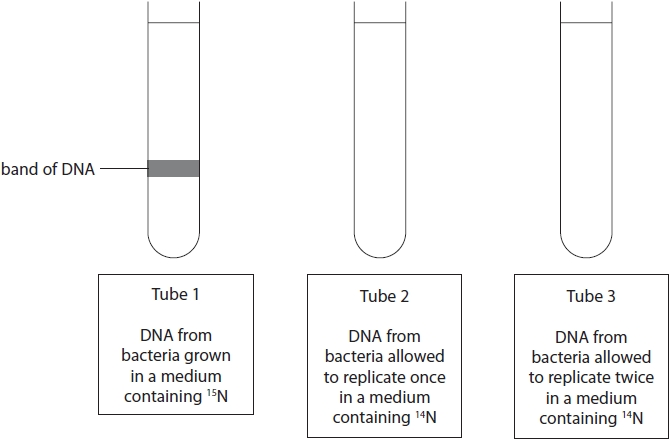 band of DNA
Tube 1
DNA from
bacteria grown
in a medium
containing ¹⁵N
Tube 2
DNA from
bacteria allowed
to replicate once
in a medium
containing ¹⁴N
Tube 3
DNA from
bacteria allowed
to replicate twice
in a medium
containing ¹⁴N